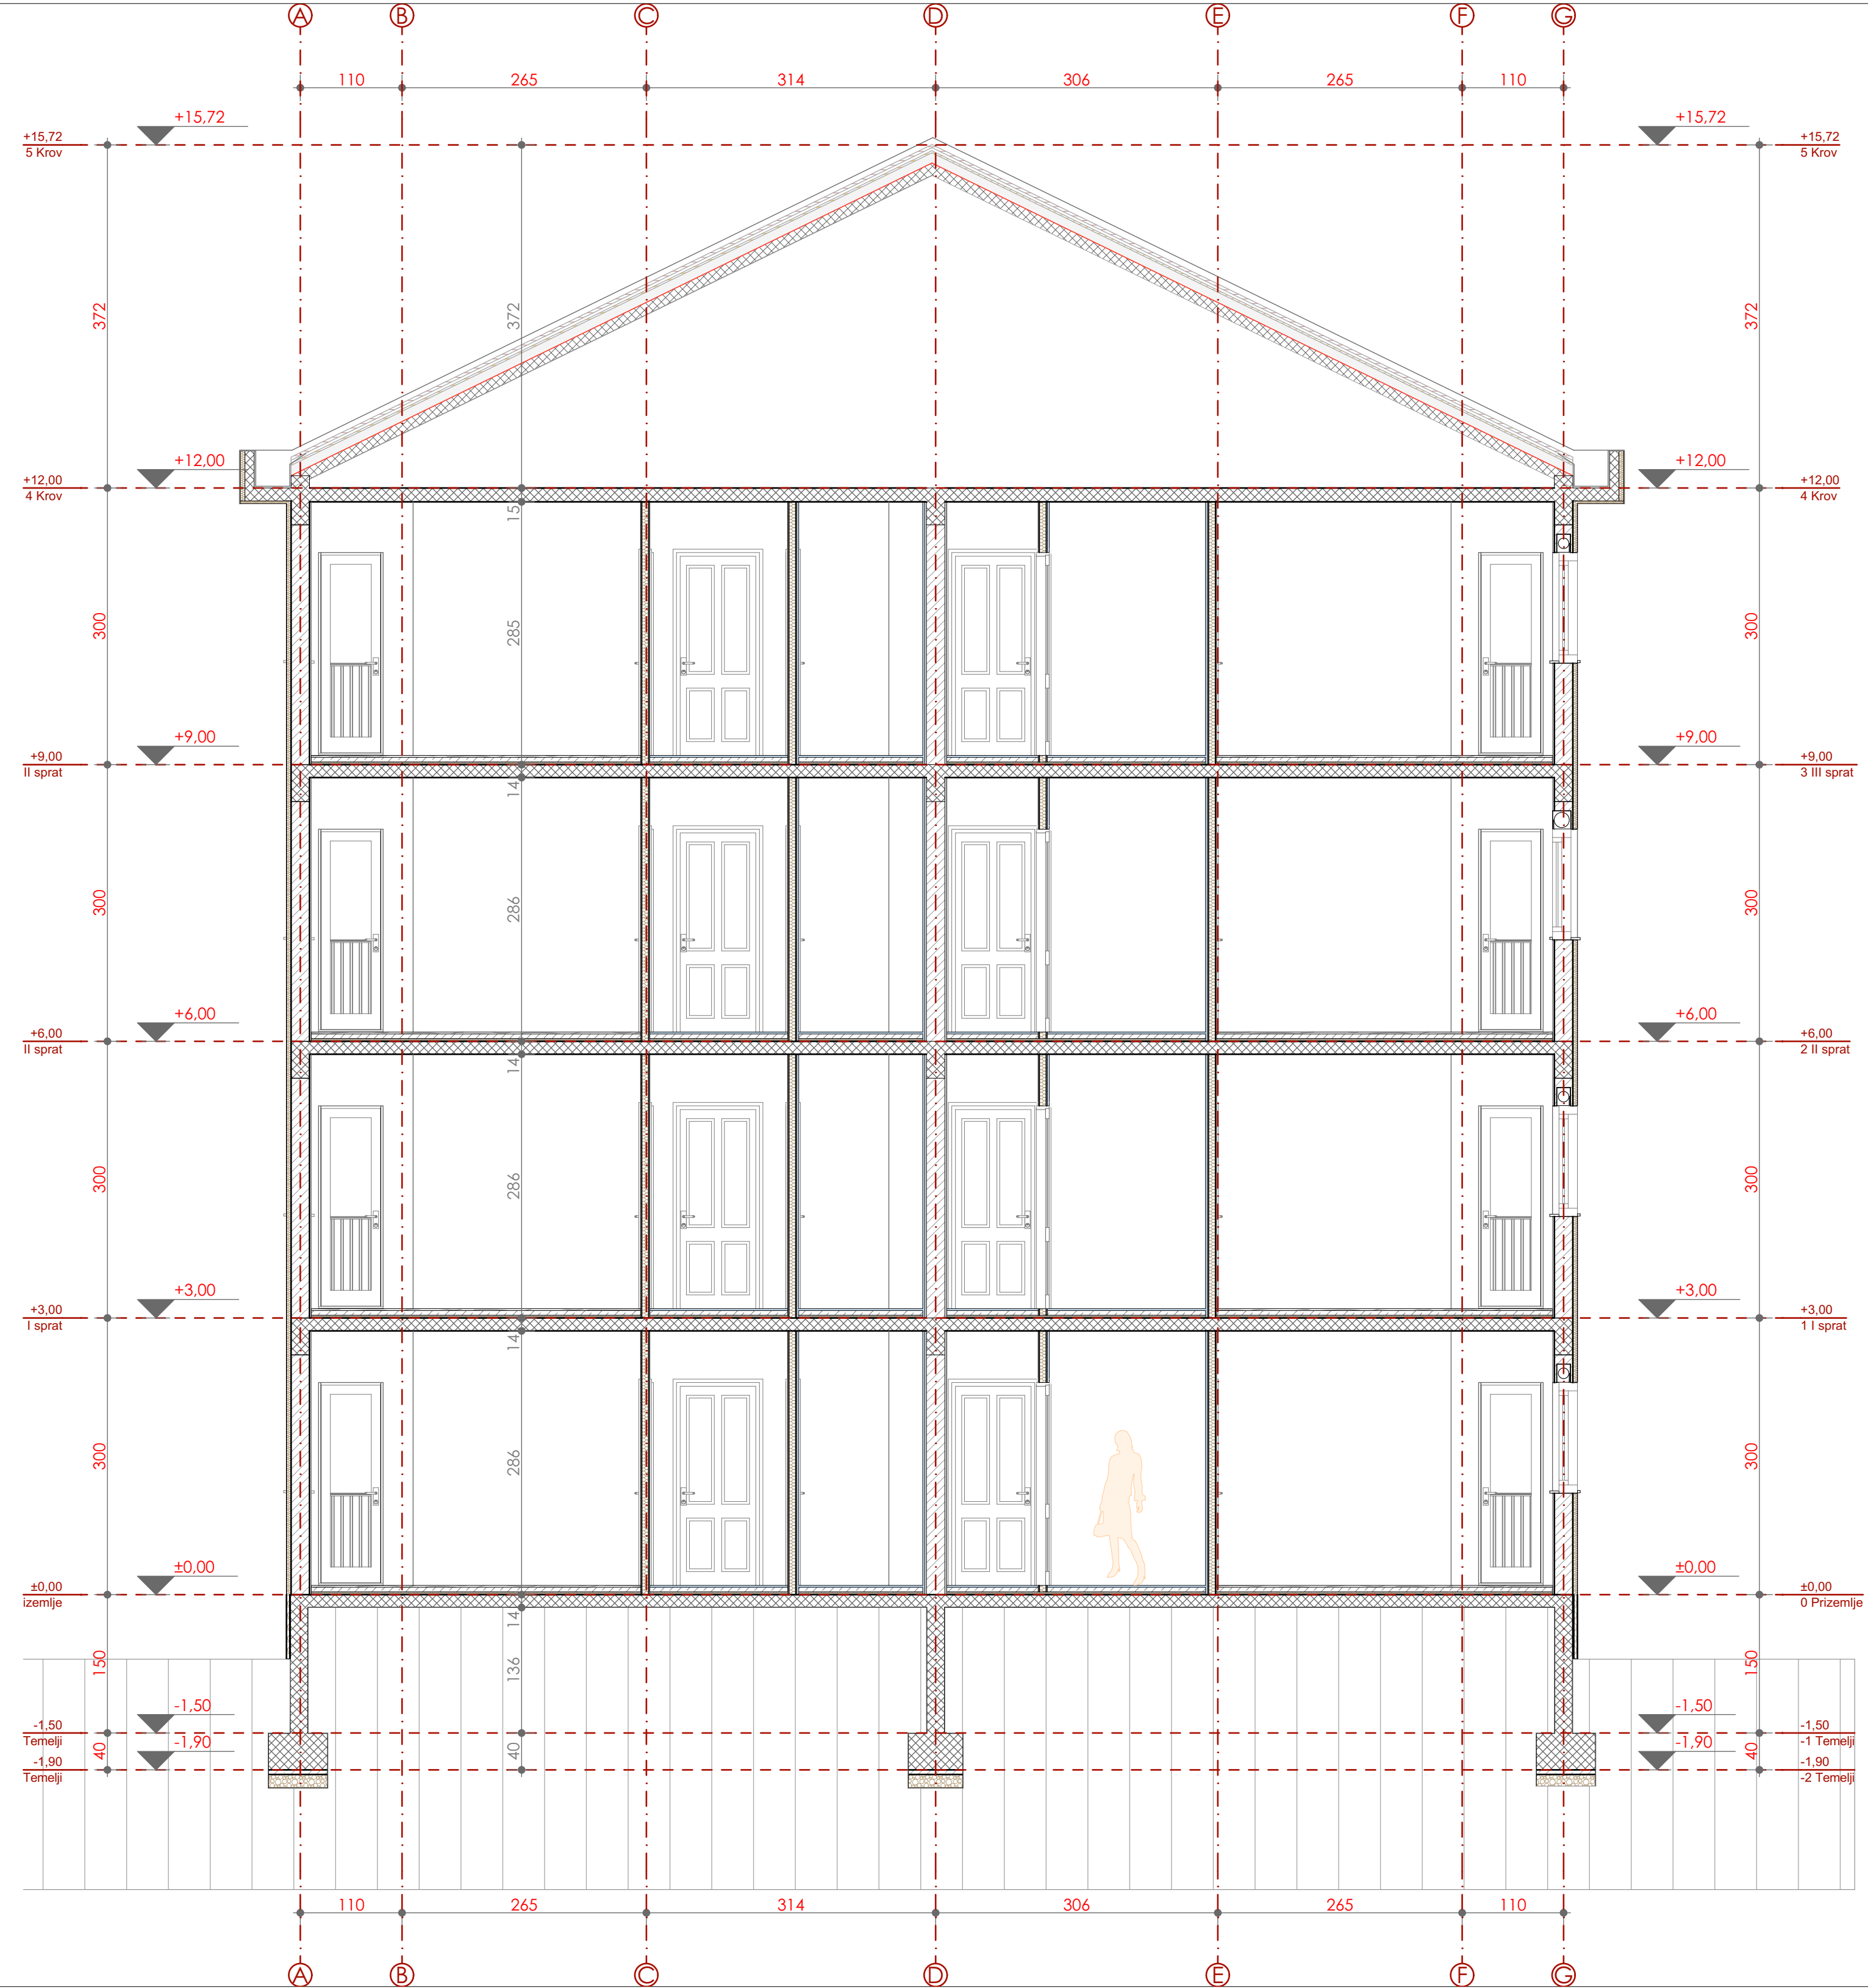 A B C D E F G
110 265 314 306 265 110
+15,72 +15,72
+15,72 +15,72
5 Krov 5 Krov
372 372 372
+12,00 +12,00
+12,00 +12,00
4 Krov 4 Krov
15
300 285 300
+9,00 +9,00
+9,00 +9,00
II sprat 3 III sprat
14
300 286 300
+6,00 +6,00
+6,00 +6,00
II sprat 2 II sprat
14
300 286 300
+3,00 +3,00
+3,00 +3,00
I sprat 1 I sprat
14
300 286 300
±0,00 ±0,00
±0,00 ±0,00
izemlje 0 Prizemlje
14
150 136 150
-1,50 -1,50
-1,50 -1,50
Temelji -1 Temelji
-1,90 -1,90
40 40 40
-1,90 -1,90
Temelji -2 Temelji
110 265 314 306 265 110
A B C D E F G